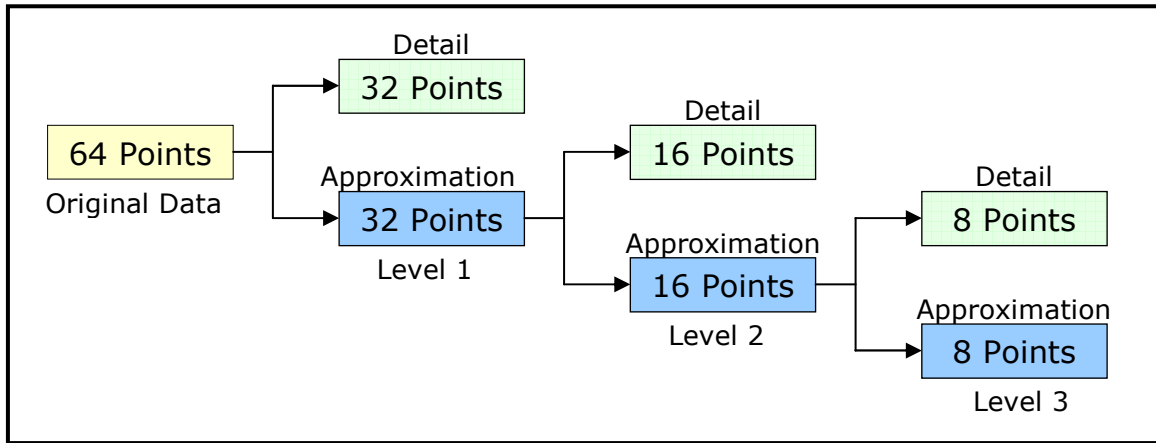 Detail
32 Points
64 Points
Original Data
Approximation
32 Points
Level 1
Detail
16 Points
Approximation
16 Points
Level 2
Detail
8 Points
Approximation
8 Points
Level 3